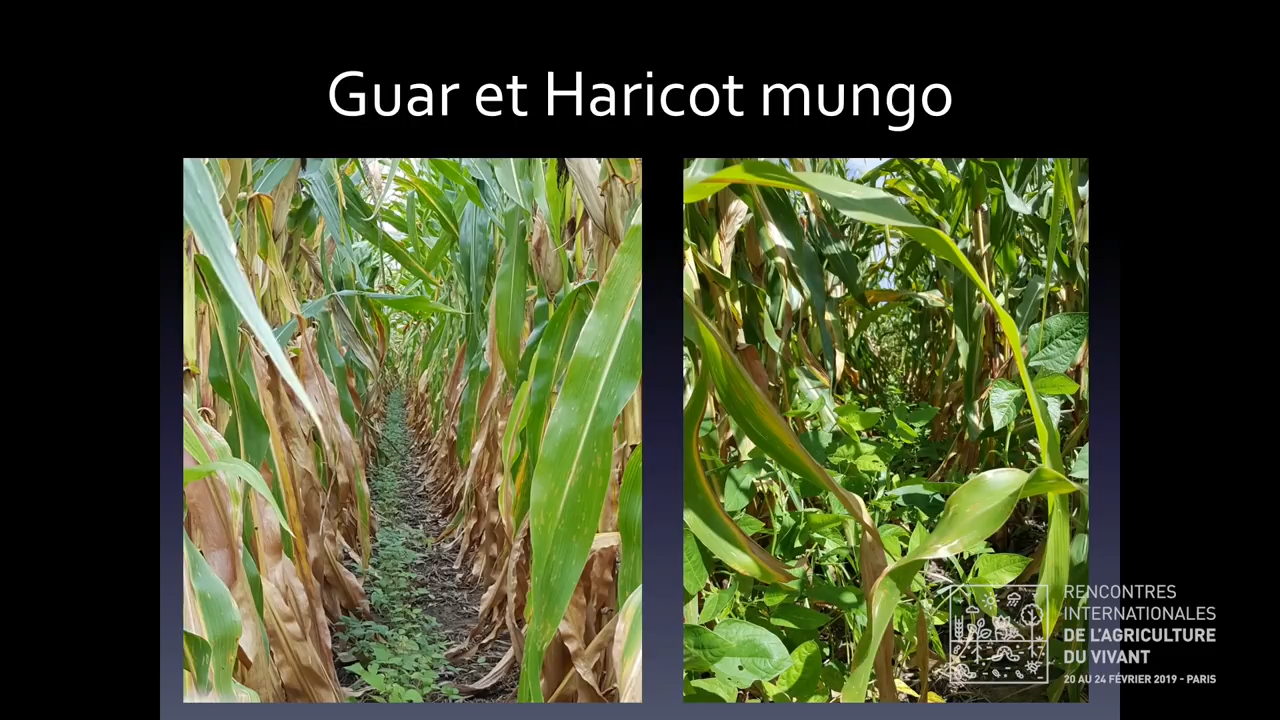 Guar et Haricot mungo
RENCONTRES
INTERNATIONALES
DE L'AGRICULTURE
DU VIVANT
20 AU 24 FÉVRIER 2019 - PARIS